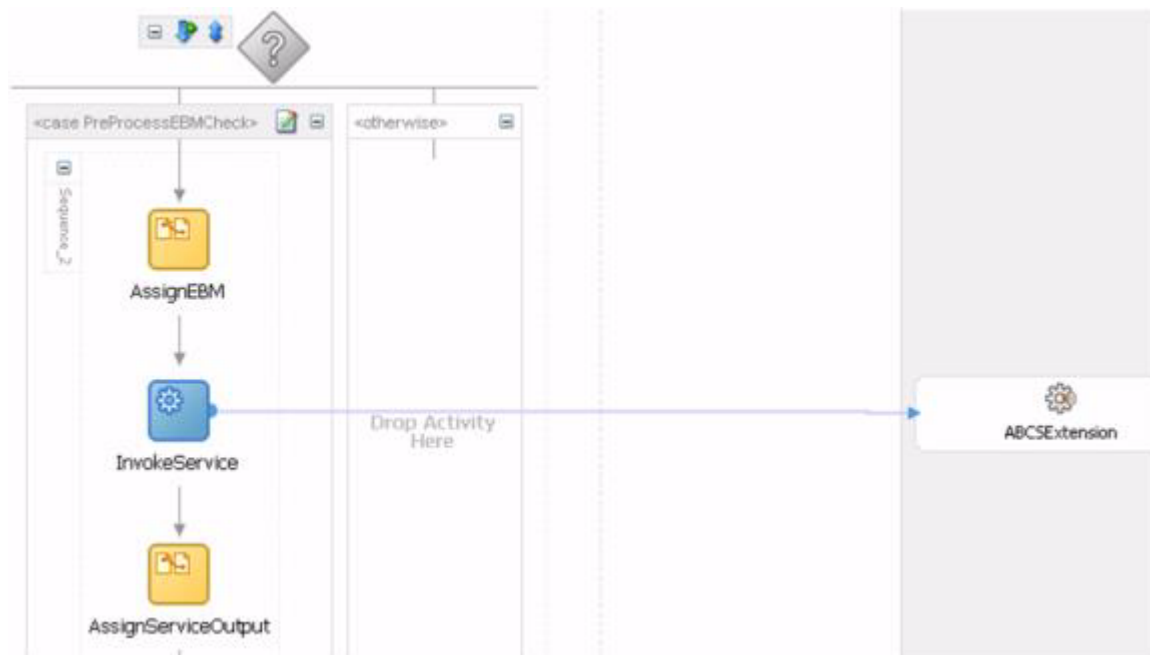 ?
«case PreProcessEBMCheck»
«otherwise»
Sequence_2
AssignEBM
InvokeService
Drop Activity
Here
ABCSExtension
AssignServiceOutput